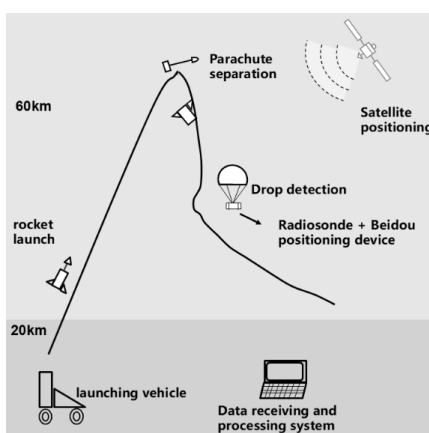 Parachute
separation
60km
Satellite
positioning
Drop detection
Radiosonde + Beidou
positioning device
rocket
launch
20km
launching vehicle
Data receiving and
processing system